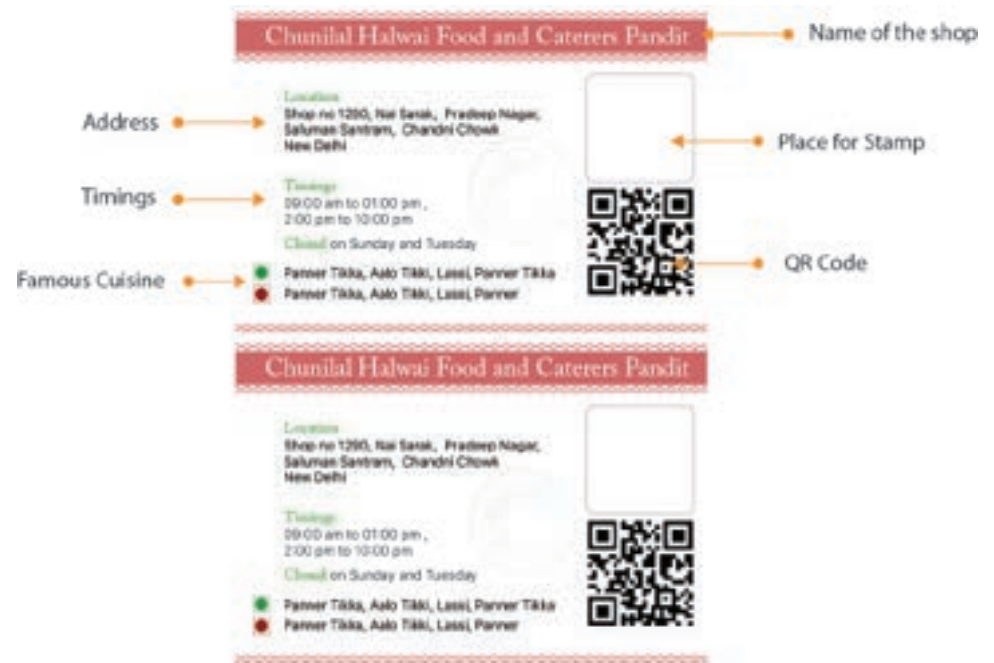 Chunilal Halwai Food and Caterers Pandit
Name of the shop
Location
Address
Shop no 1290, Nai Sarak, Pradeep Nagar,
Saluman Santram, Chandni Chowk
New Delhi
Place for Stamp
Timings
Timings
09:00 am to 01:00 pm,
2:00 pm to 10:00 pm
Closed on Sunday and Tuesday
QR Code
Famous Cuisine
Panner Tikka, Aalo Tikki, Lassi, Panner Tikka
Panner Tikka, Aalo Tikki, Lassi, Panner
Chunilal Halwai Food and Caterers Pandit
Location
Shop no 1290, Nai Sarak, Pradeep Nagar,
Saluman Santram, Chandni Chowk
New Delhi
Timings
09:00 am to 01:00 pm,
2:00 pm to 10:00 pm
Closed on Sunday and Tuesday
Panner Tikka, Aalo Tikki, Lassi, Panner Tikka
Panner Tikka, Aalo Tikki, Lassi, Panner